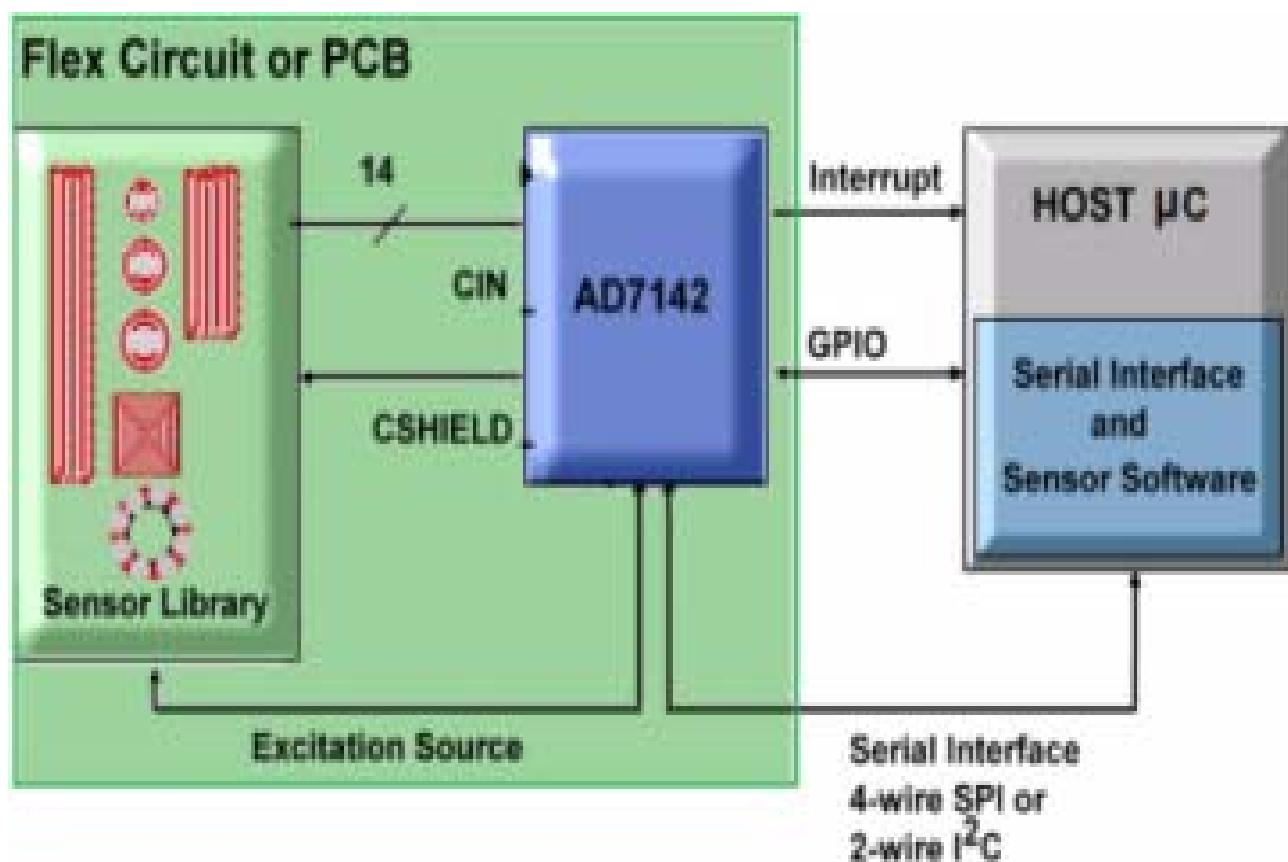 Flex Circuit or PCB
14
CIN
CSHIELD
Sensor Library
Excitation Source
AD7142
Interrupt
GPIO
HOST µC
Serial Interface
and
Sensor Software
Serial Interface
4-wire SPI or
2-wire I²C